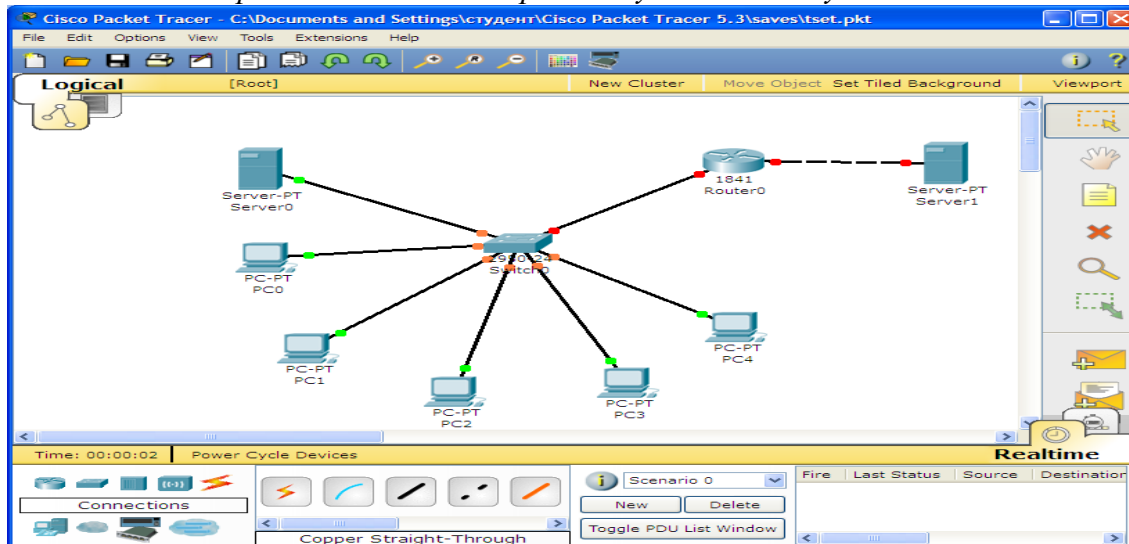 Cisco Packet Tracer - C:\Documents and Settings\студент\Cisco Packet Tracer 5.3\saves\tset.pkt
File Edit Options View Tools Extensions Help
Logical [Root] New Cluster Move Object Set Tiled Background Viewport
Server-PT
Server0
1841
Router0
Server-PT
Server1
Switch0
PC-PT
PC0
PC-PT
PC1
PC-PT
PC2
PC-PT
PC3
PC-PT
PC4
Time: 00:00:02 Power Cycle Devices Realtime
Connections
Copper Straight-Through
Scenario 0
New Delete
Toggle PDU List Window
Fire Last Status Source Destination